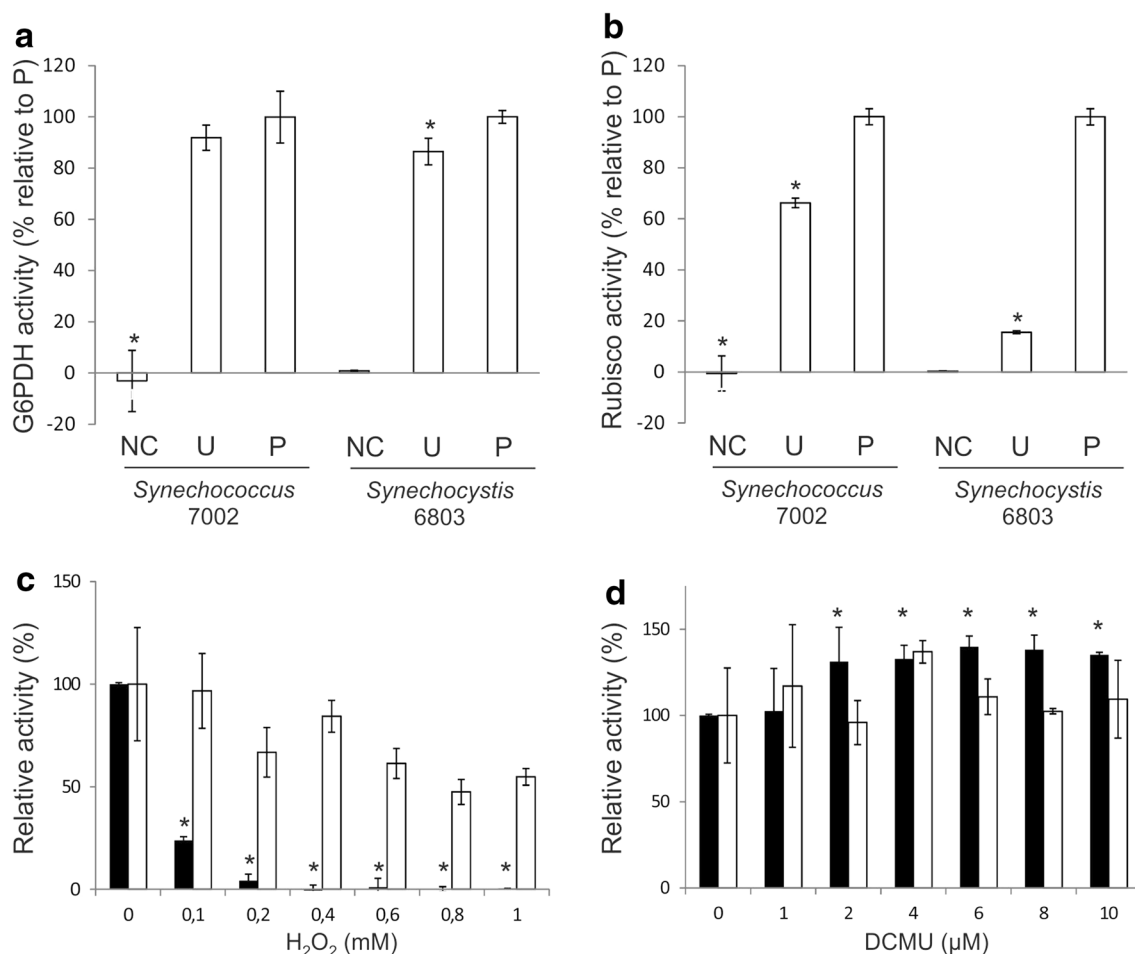 a
G6PDH activity (% relative to P)
120
100
80
60
40
20
0
-20
*
*
NC U P NC U P
Synechococcus 7002
Synechocystis 6803
b
Rubisco activity (% relative to P)
120
100
80
60
40
20
0
-20
*
*
*
NC U P NC U P
Synechococcus 7002
Synechocystis 6803
c
Relative activity (%)
150
100
50
0
* * * * * *
0 0,1 0,2 0,4 0,6 0,8 1
H₂O₂ (mM)
d
Relative activity (%)
150
100
50
0
* * * * *
0 1 2 4 6 8 10
DCMU (µM)